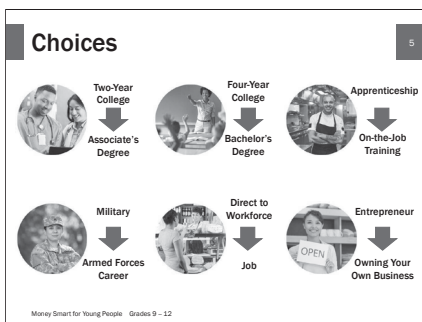 Choices
5
Two-Year
College
Associate's
Degree
Four-Year
College
Bachelor's
Degree
Apprenticeship
On-the-Job
Training
Military
Armed Forces
Career
Direct to
Workforce
Job
Entrepreneur
OPEN
Owning Your
Own Business
Money Smart for Young People Grades 9 – 12